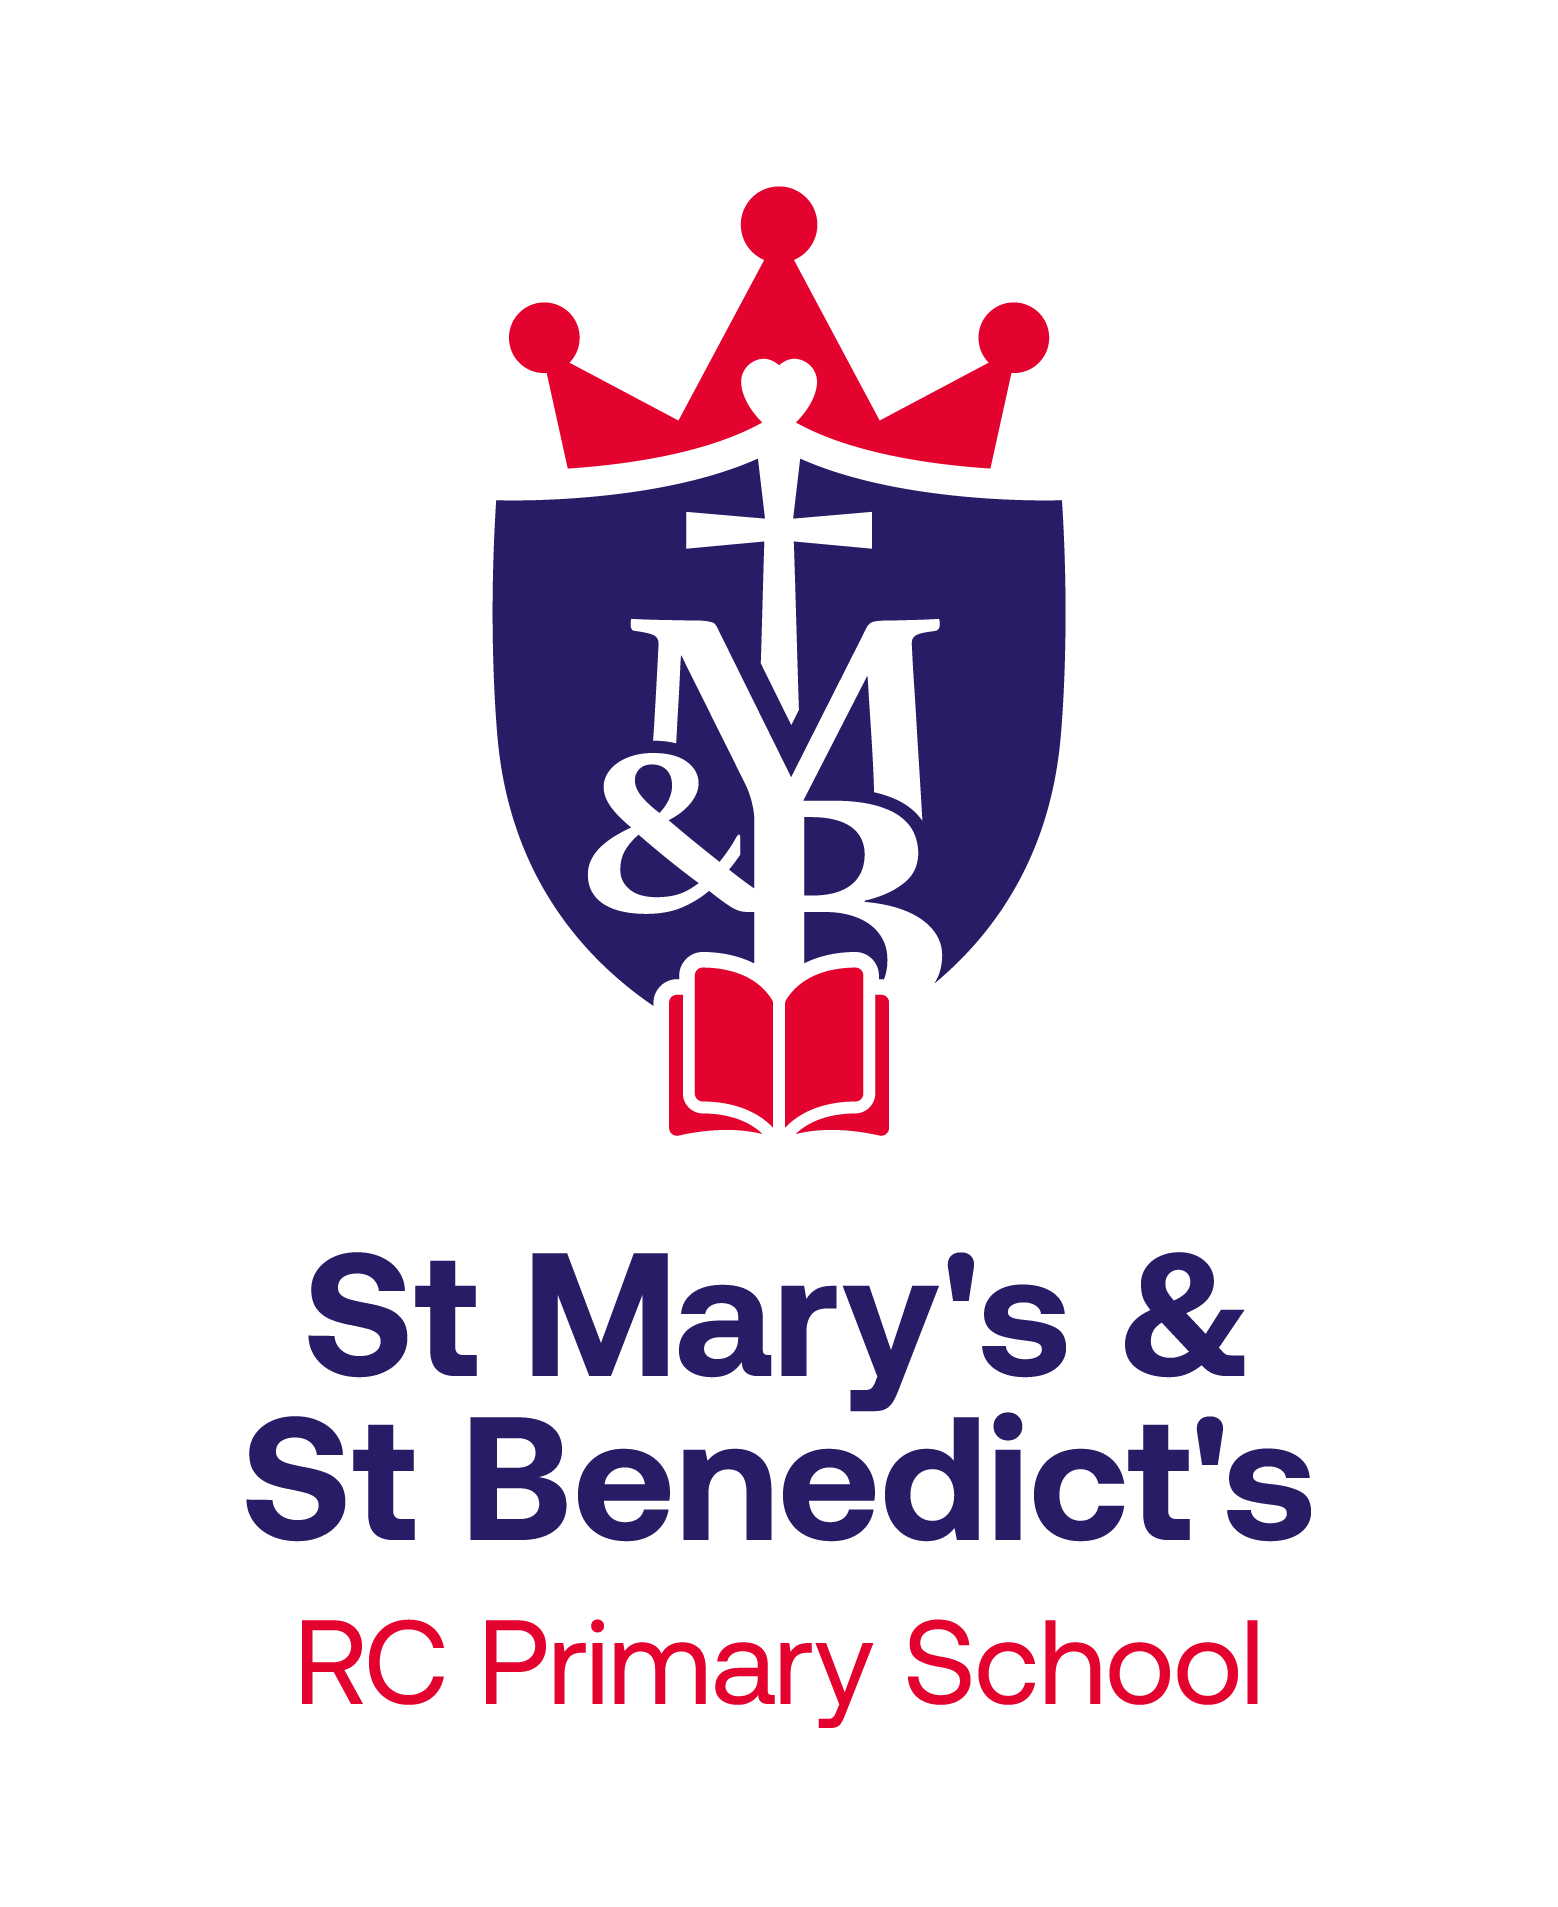 M
&B
St Mary's &
St Benedict's
RC Primary School